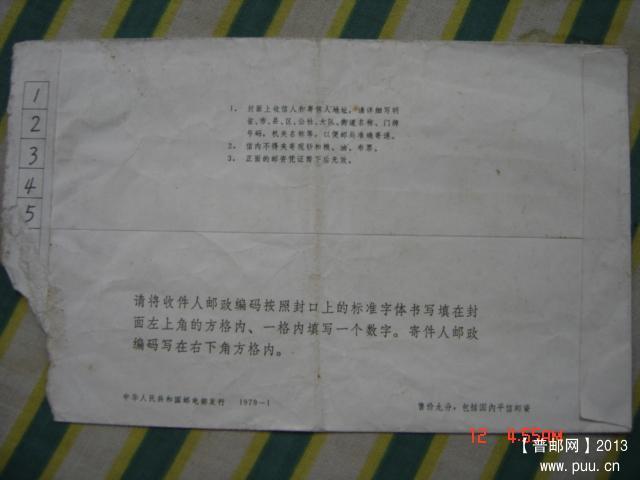 1
2
3
4
5
1. 封面上收信人和寄信人地址，请详细写明
省、市、县、区、公社、大队、街道名称、门牌
号码，机关名称等，以便邮局准确寄递。
2. 信内不得夹寄现钞和粮、油、布票。
3. 正面的邮资凭证剪下后无效。
请将收件人邮政编码按照封口上的标准字体书写填在封
面左上角的方格内、一格内填写一个数字。寄件人邮政
编码写在右下角方格内。
中华人民共和国邮电部发行 1979-1
售价九分，包括国内平信邮资
12 4:55AM
【普邮网】2013
www.puu.cn